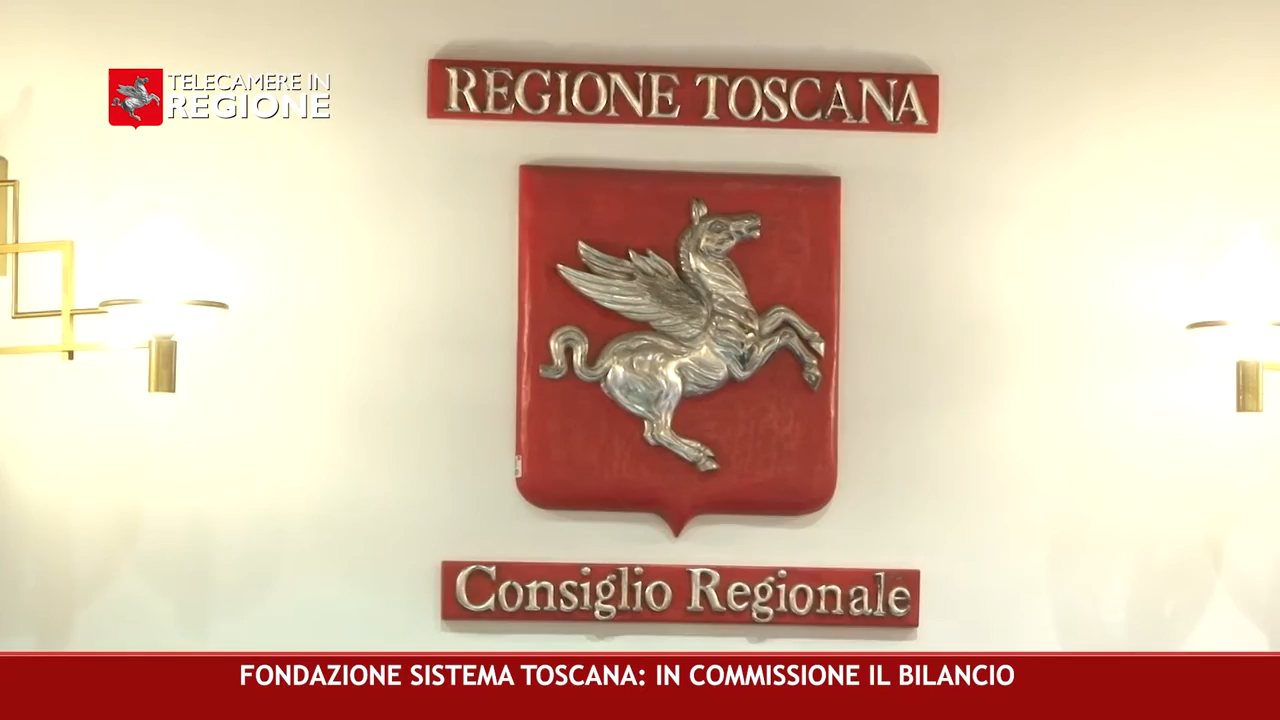 TELECAMERE IN
REGIONE
REGIONE TOSCANA
Consiglio Regionale
FONDAZIONE SISTEMA TOSCANA: IN COMMISSIONE IL BILANCIO